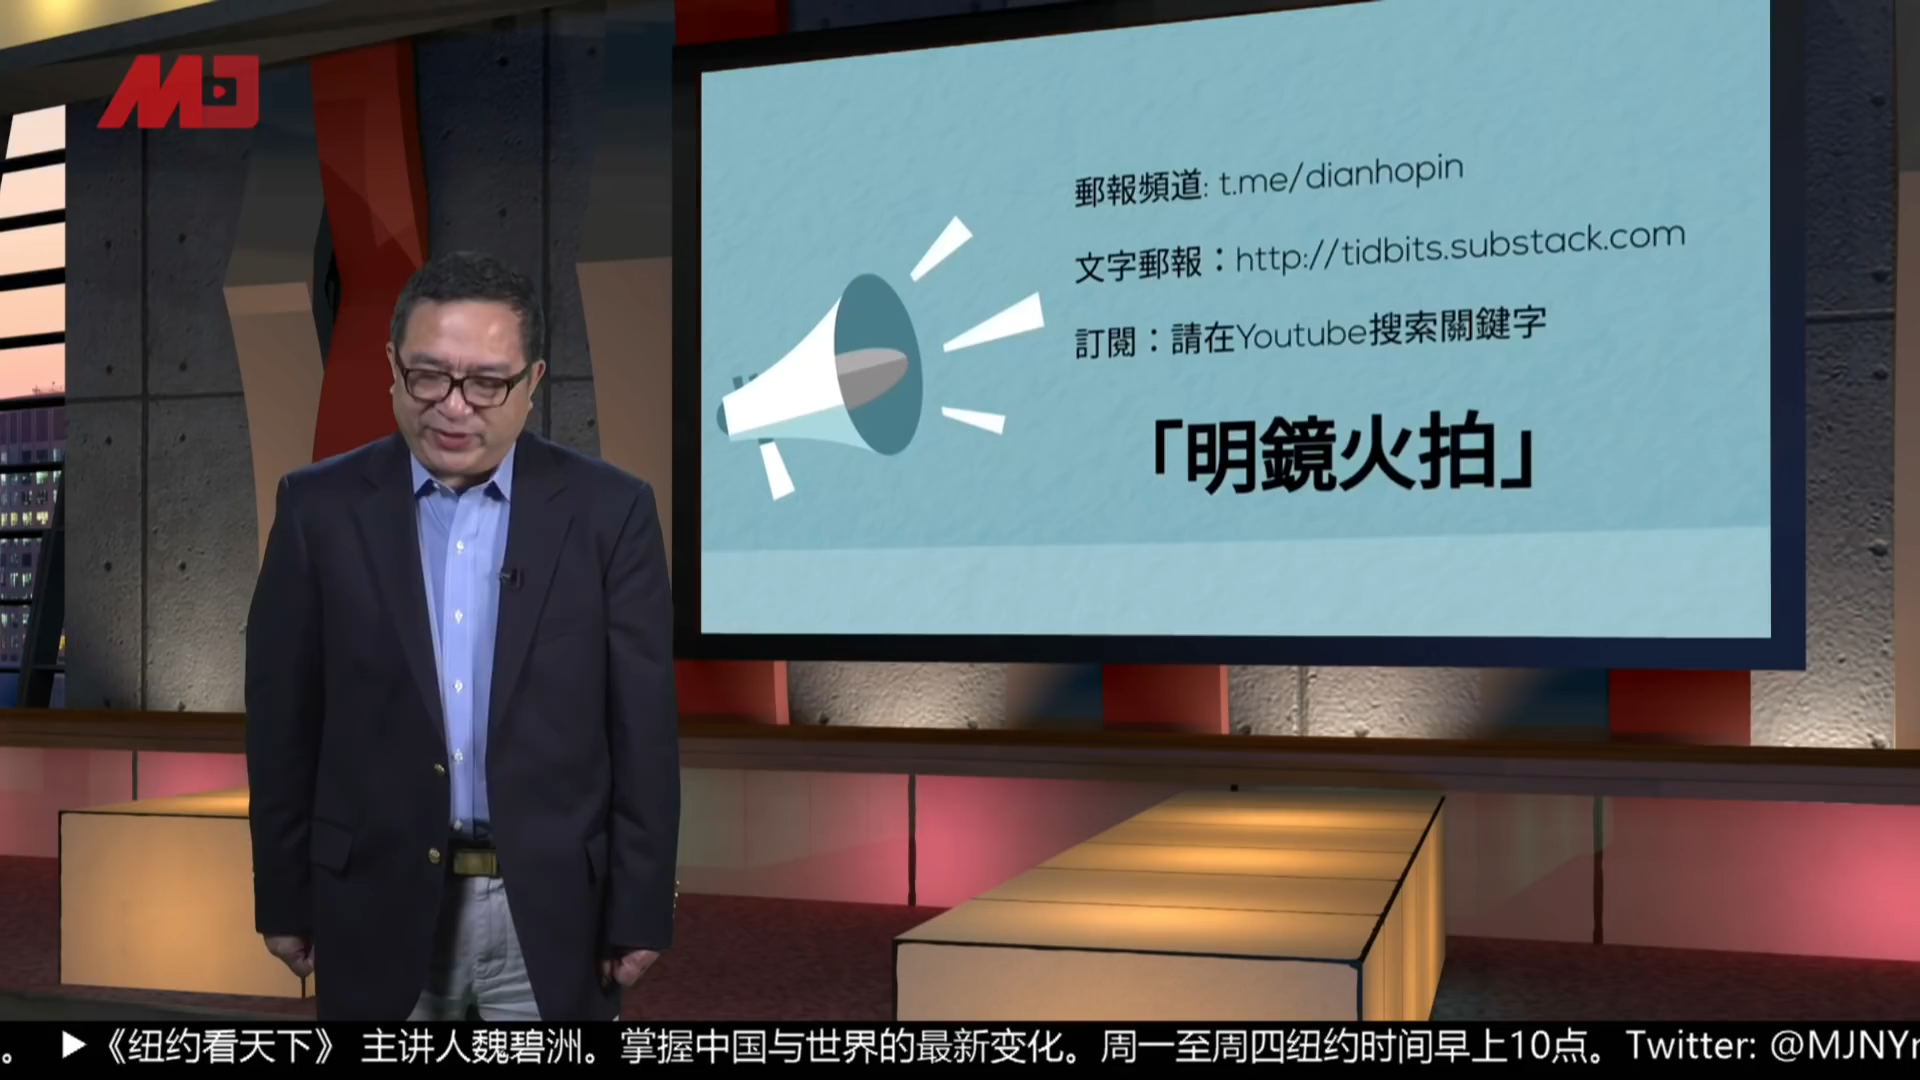 MJ
郵報頻道: t.me/dianhopin
文字郵報：http://tidbits.substack.com
訂閱：請在Youtube搜索關鍵字
「明鏡火拍」
。 ▶《纽约看天下》 主讲人魏碧洲。掌握中国与世界的最新变化。周一至周四纽约时间早上10点。Twitter: @MJNY